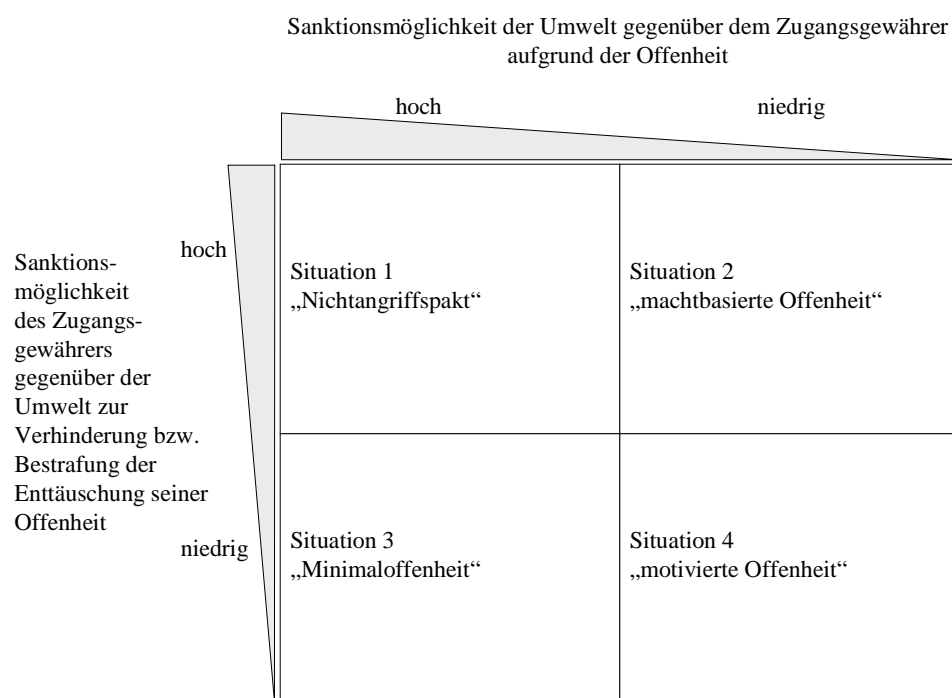 Sanktionsmöglichkeit der Umwelt gegenüber dem Zugangsgewährer
aufgrund der Offenheit
hoch
niedrig
Sanktions-
möglichkeit
des Zugangs-
gewährers
gegenüber der
Umwelt zur
Verhinderung bzw.
Bestrafung der
Enttäuschung seiner
Offenheit
hoch
niedrig
Situation 1
„Nichtangriffspakt“
Situation 2
„machtbasierte Offenheit“
Situation 3
„Minimaloffenheit“
Situation 4
„motivierte Offenheit“